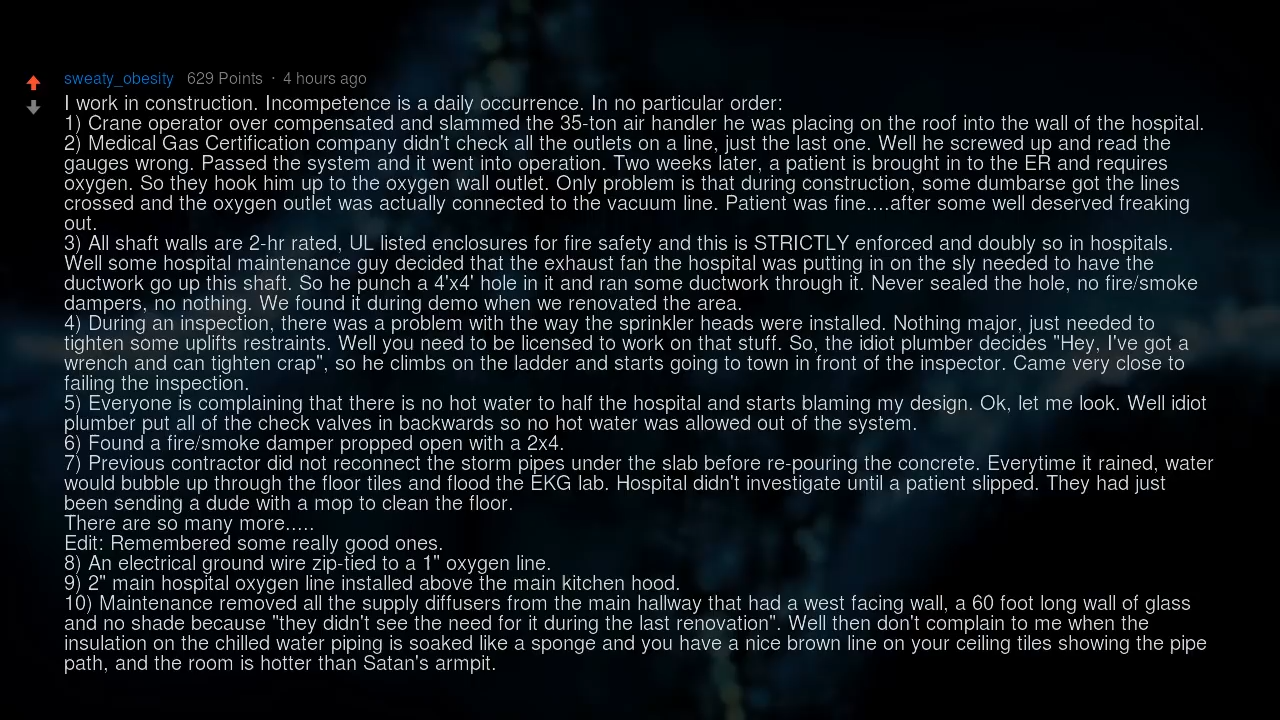 sweaty_obesity 629 Points · 4 hours ago
I work in construction. Incompetence is a daily occurrence. In no particular order:
1) Crane operator over compensated and slammed the 35-ton air handler he was placing on the roof into the wall of the hospital.
2) Medical Gas Certification company didn't check all the outlets on a line, just the last one. Well he screwed up and read the
gauges wrong. Passed the system and it went into operation. Two weeks later, a patient is brought in to the ER and requires
oxygen. So they hook him up to the oxygen wall outlet. Only problem is that during construction, some dumbarse got the lines
crossed and the oxygen outlet was actually connected to the vacuum line. Patient was fine....after some well deserved freaking
out.
3) All shaft walls are 2-hr rated, UL listed enclosures for fire safety and this is STRICTLY enforced and doubly so in hospitals.
Well some hospital maintenance guy decided that the exhaust fan the hospital was putting in on the sly needed to have the
ductwork go up this shaft. So he punch a 4'x4' hole in it and ran some ductwork through it. Never sealed the hole, no fire/smoke
dampers, no nothing. We found it during demo when we renovated the area.
4) During an inspection, there was a problem with the way the sprinkler heads were installed. Nothing major, just needed to
tighten some uplifts restraints. Well you need to be licensed to work on that stuff. So, the idiot plumber decides "Hey, I've got a
wrench and can tighten crap", so he climbs on the ladder and starts going to town in front of the inspector. Came very close to
failing the inspection.
5) Everyone is complaining that there is no hot water to half the hospital and starts blaming my design. Ok, let me look. Well idiot
plumber put all of the check valves in backwards so no hot water was allowed out of the system.
6) Found a fire/smoke damper propped open with a 2x4.
7) Previous contractor did not reconnect the storm pipes under the slab before re-pouring the concrete. Everytime it rained, water
would bubble up through the floor tiles and flood the EKG lab. Hospital didn't investigate until a patient slipped. They had just
been sending a dude with a mop to clean the floor.
There are so many more.....
Edit: Remembered some really good ones.
8) An electrical ground wire zip-tied to a 1" oxygen line.
9) 2" main hospital oxygen line installed above the main kitchen hood.
10) Maintenance removed all the supply diffusers from the main hallway that had a west facing wall, a 60 foot long wall of glass
and no shade because "they didn't see the need for it during the last renovation". Well then don't complain to me when the
insulation on the chilled water piping is soaked like a sponge and you have a nice brown line on your ceiling tiles showing the pipe
path, and the room is hotter than Satan's armpit.